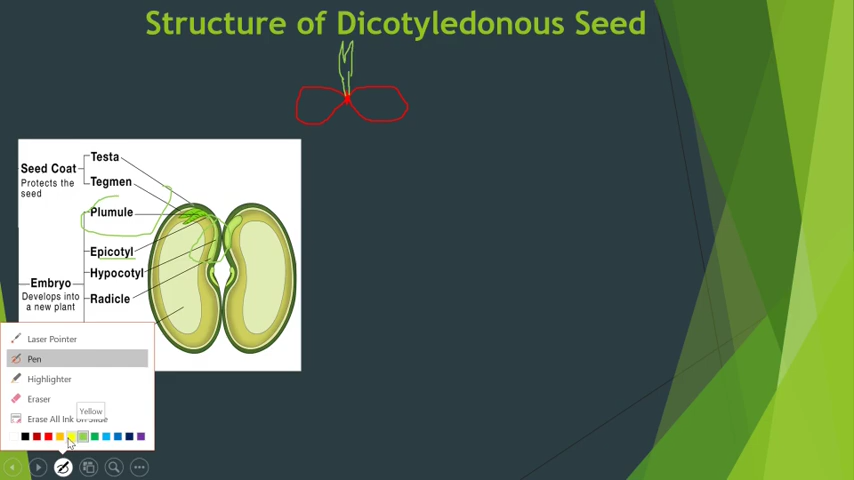 Structure of Dicotyledonous Seed
Testa
Seed Coat
Protects the
seed
Tegmen
Plumule
Epicotyl
Hypocotyl
Embryo
Develops into
a new plant
Radicle
Laser Pointer
Pen
Highlighter
Eraser
Yellow
Erase All Ink on Slide